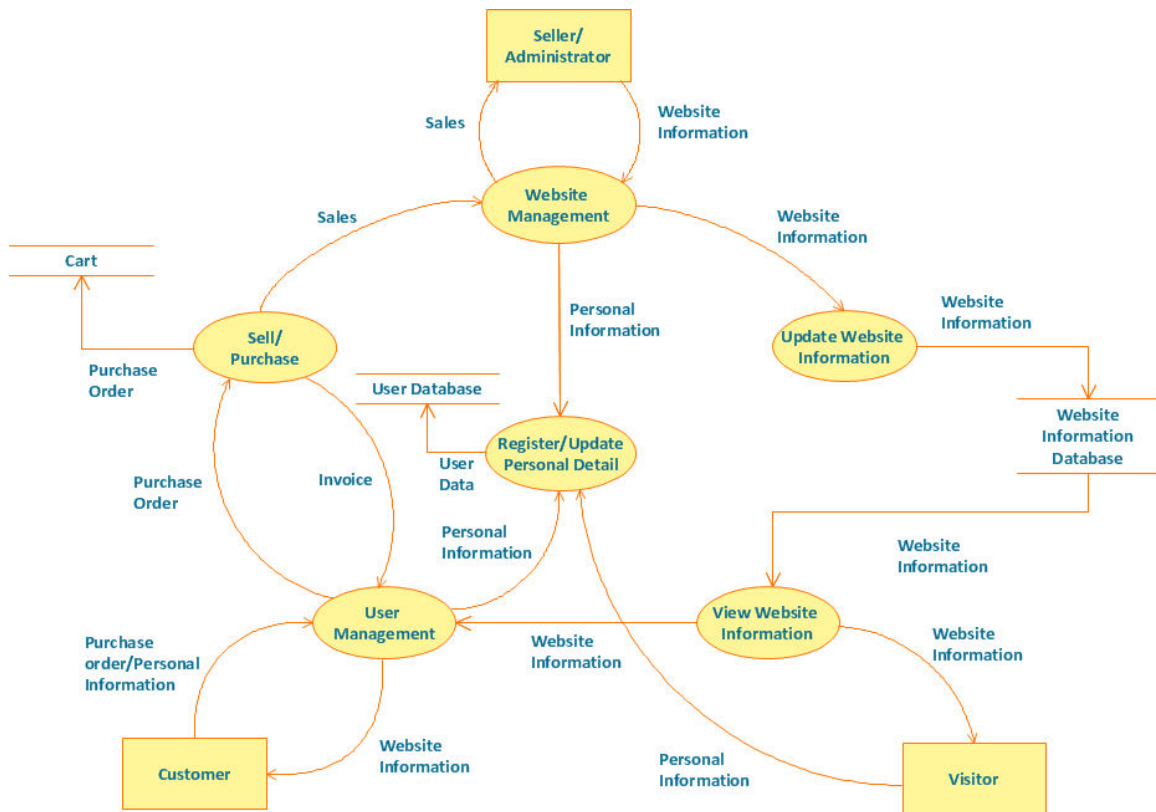 Seller/
Administrator
Sales
Website
Information
Website
Management
Sales
Website
Information
Cart
Personal
Information
Website
Information
Sell/
Purchase
Update Website
Information
Purchase
Order
User Database
Website
Information
Database
Register/Update
Personal Detail
User
Data
Purchase
Order
Invoice
Personal
Information
Website
Information
User
Management
View Website
Information
Purchase
order/Personal
Information
Website
Information
Website
Information
Website
Information
Personal
Information
Customer
Visitor